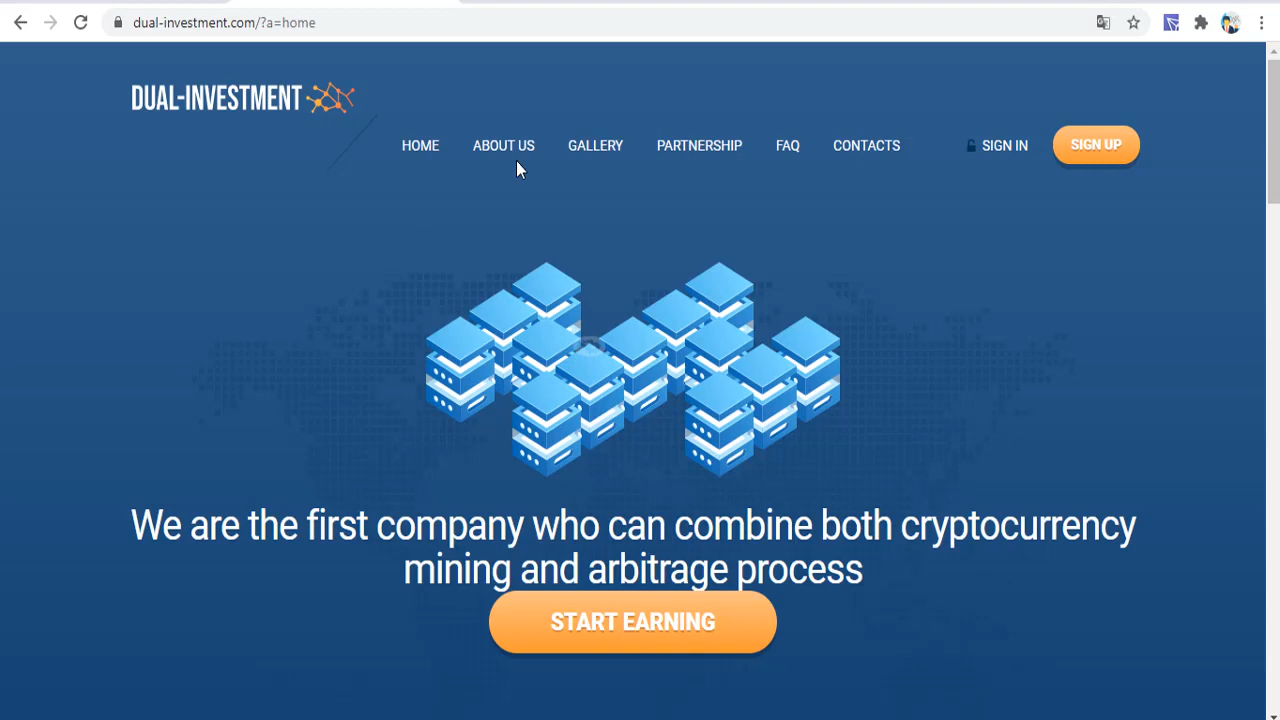 dual-investment.com/?a=home
DUAL-INVESTMENT
HOME ABOUT US GALLERY PARTNERSHIP FAQ CONTACTS SIGN IN SIGN UP
We are the first company who can combine both cryptocurrency
mining and arbitrage process
START EARNING